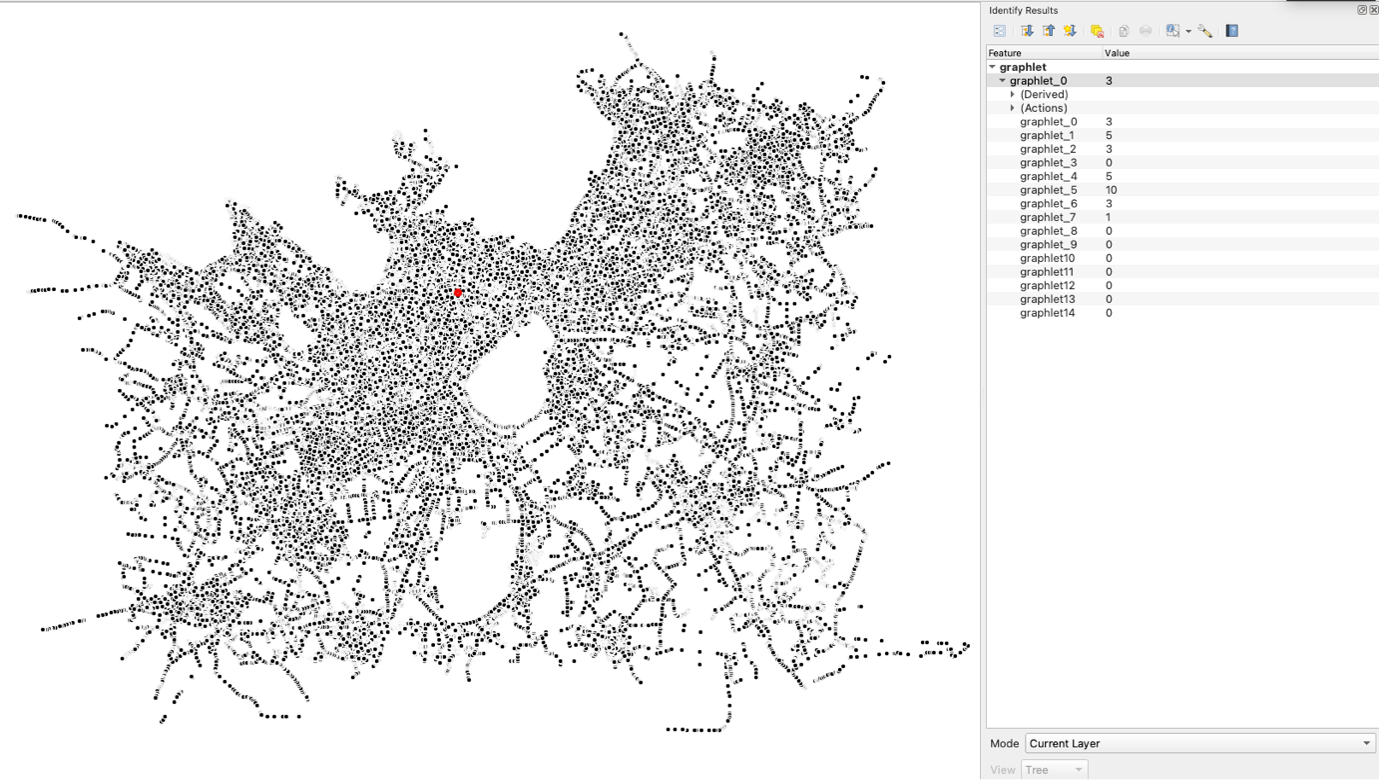 Identify Results
Feature Value
graphlet
graphlet_0 3
(Derived)
(Actions)
graphlet_0 3
graphlet_1 5
graphlet_2 3
graphlet_3 0
graphlet_4 5
graphlet_5 10
graphlet_6 3
graphlet_7 1
graphlet_8 0
graphlet_9 0
graphlet10 0
graphlet11 0
graphlet12 0
graphlet13 0
graphlet14 0
Mode Current Layer
View Tree